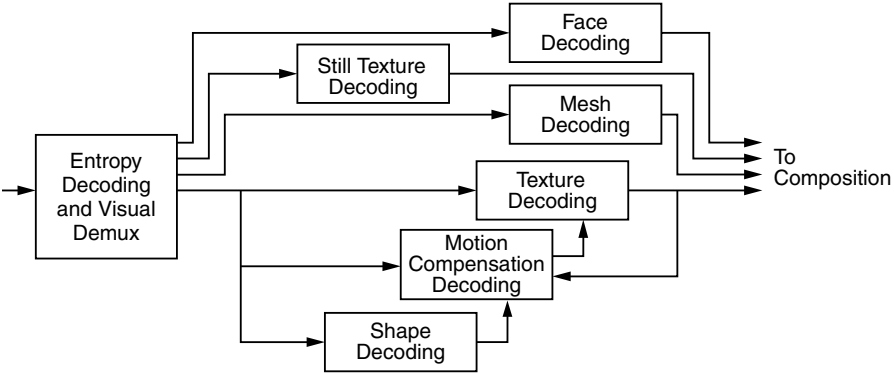 Face
Decoding
Still Texture
Decoding
Mesh
Decoding
Entropy
Decoding
and Visual
Demux
To
Composition
Texture
Decoding
Motion
Compensation
Decoding
Shape
Decoding